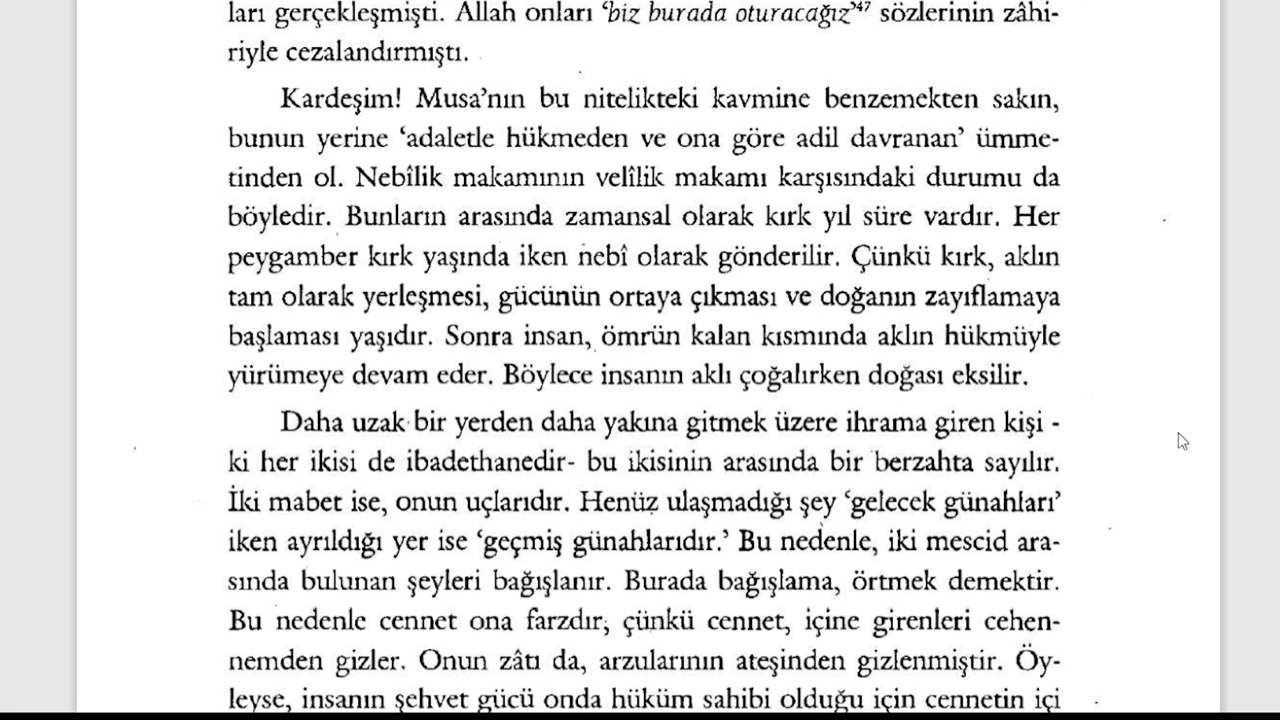 ları gerçekleşmişti. Allah onları ‘biz burada oturacağız’⁴⁷ sözlerinin zâhi-
riyle cezalandırmıştı.
Kardeşim! Musa’nın bu nitelikteki kavmine benzemekten sakın,
bunun yerine ‘adaletle hükmeden ve ona göre adil davranan’ ümme-
tinden ol. Nebîlik makamının velîlik makamı karşısındaki durumu da
böyledir. Bunların arasında zamansal olarak kırk yıl süre vardır. Her
peygamber kırk yaşında iken nebî olarak gönderilir. Çünkü kırk, aklın
tam olarak yerleşmesi, gücünün ortaya çıkması ve doğanın zayıflamaya
başlaması yaşıdır. Sonra insan, ömrün kalan kısmında aklın hükmüyle
yürümeye devam eder. Böylece insanın aklı çoğalırken doğası eksilir.
Daha uzak bir yerden daha yakına gitmek üzere ihrama giren kişi -
ki her ikisi de ibadethanedir- bu ikisinin arasında bir berzahta sayılır.
İki mabet ise, onun uçlarıdır. Henüz ulaşmadığı şey ‘gelecek günahları’
iken ayrıldığı yer ise ‘geçmiş günahlarıdır.’ Bu nedenle, iki mescid ara-
sında bulunan şeyleri bağışlanır. Burada bağışlama, örtmek demektir.
Bu nedenle cennet ona farzdır, çünkü cennet, içine girenleri cehen-
nemden gizler. Onun zâtı da, arzularının ateşinden gizlenmiştir. Öy-
leyse, insanın şehvet gücü onda hüküm sahibi olduğu için cennetin içi